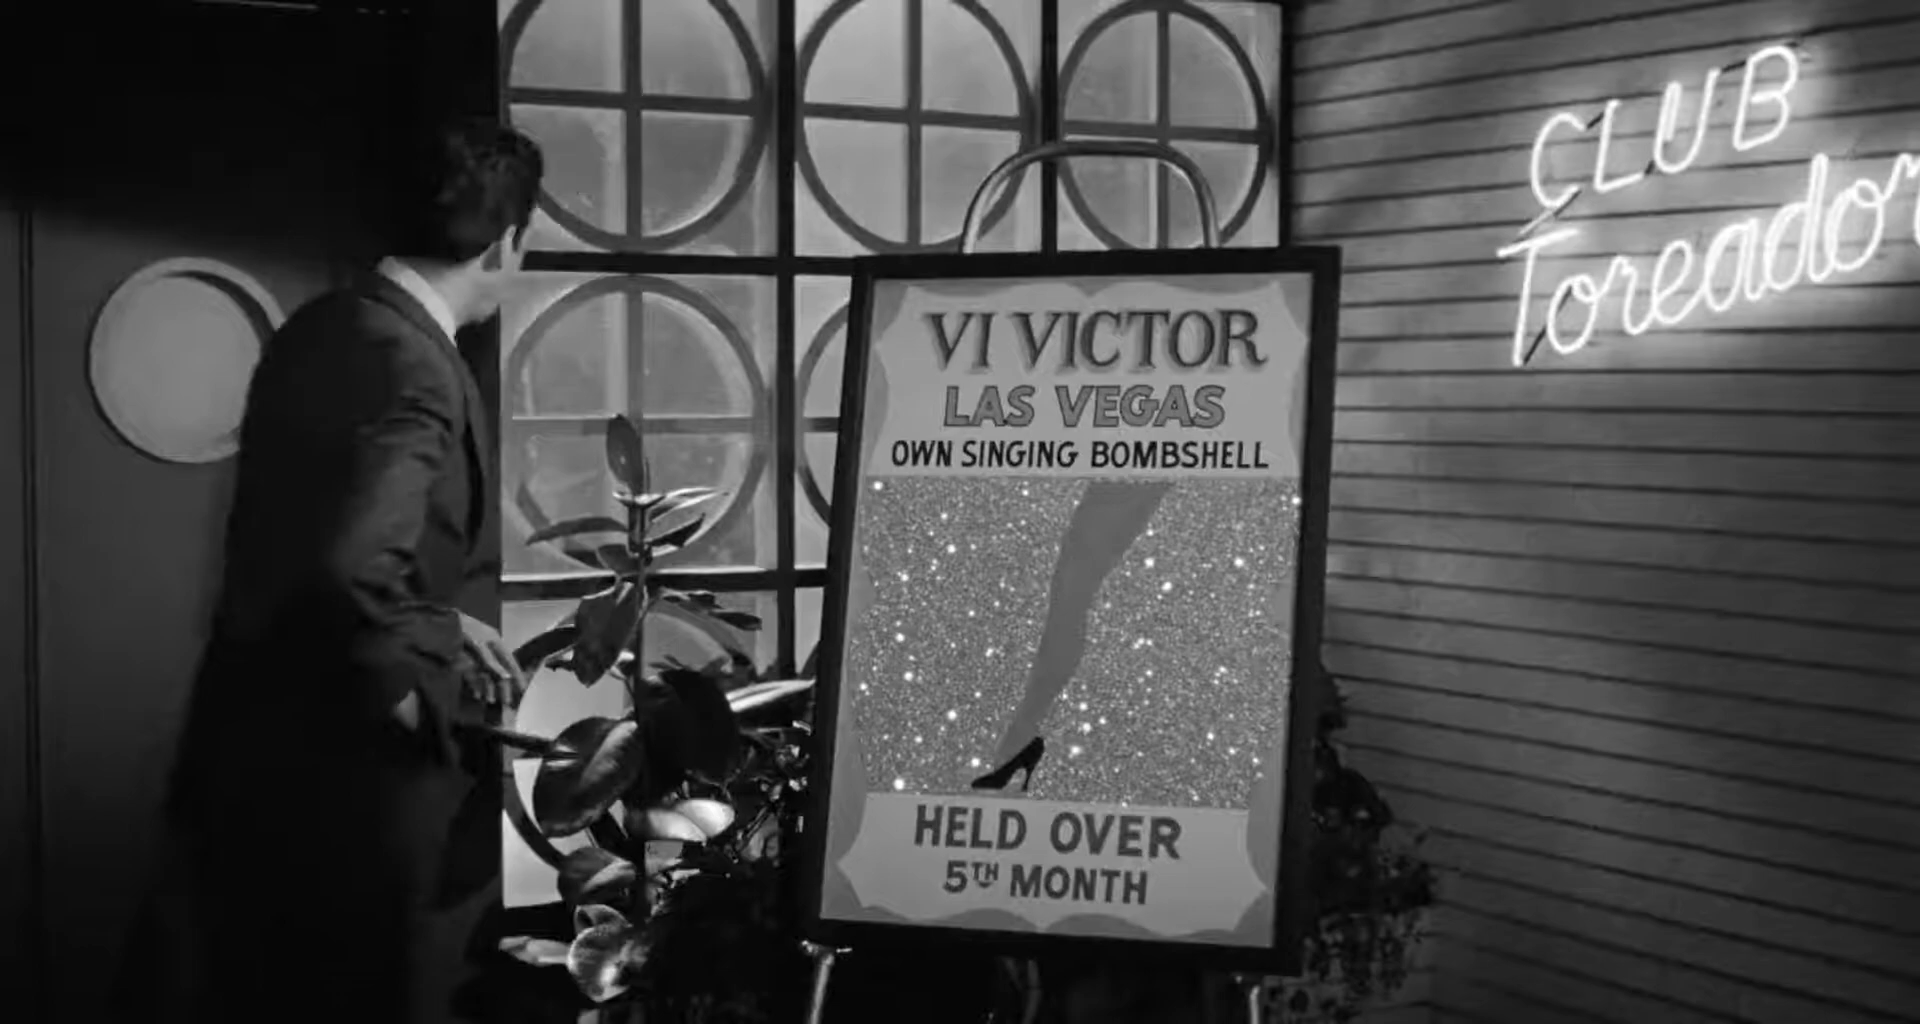 VI VICTOR
LAS VEGAS
OWN SINGING BOMBSHELL
HELD OVER
5TH MONTH
CLUB
Toreador